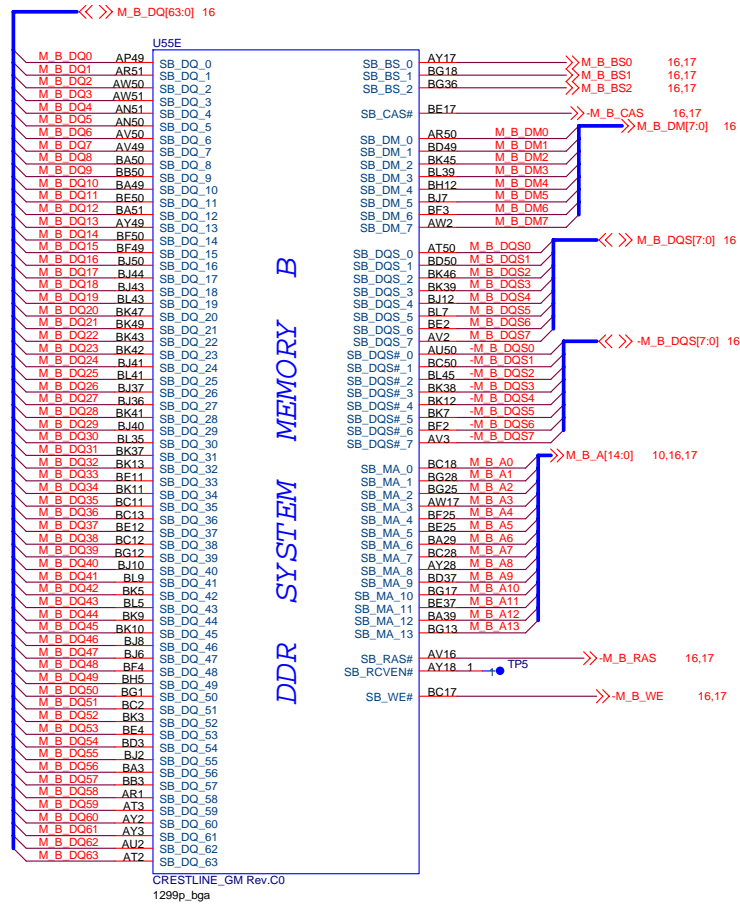 M_B_DQ[63:0] 16
U55E
M_B_DQ0 AP49 SB_DQ_0
M_B_DQ1 AR51 SB_DQ_1
M_B_DQ2 AW50 SB_DQ_2
M_B_DQ3 AW51 SB_DQ_3
M_B_DQ4 AN51 SB_DQ_4
M_B_DQ5 AN50 SB_DQ_5
M_B_DQ6 AV50 SB_DQ_6
M_B_DQ7 AV49 SB_DQ_7
M_B_DQ8 BA50 SB_DQ_8
M_B_DQ9 BB50 SB_DQ_9
M_B_DQ10 BA49 SB_DQ_10
M_B_DQ11 BE50 SB_DQ_11
M_B_DQ12 BA51 SB_DQ_12
M_B_DQ13 AY49 SB_DQ_13
M_B_DQ14 BF50 SB_DQ_14
M_B_DQ15 BF49 SB_DQ_15
M_B_DQ16 BJ50 SB_DQ_16
M_B_DQ17 BJ44 SB_DQ_17
M_B_DQ18 BJ43 SB_DQ_18
M_B_DQ19 BL43 SB_DQ_19
M_B_DQ20 BK47 SB_DQ_20
M_B_DQ21 BK49 SB_DQ_21
M_B_DQ22 BK43 SB_DQ_22
M_B_DQ23 BK42 SB_DQ_23
M_B_DQ24 BJ41 SB_DQ_24
M_B_DQ25 BL41 SB_DQ_25
M_B_DQ26 BJ37 SB_DQ_26
M_B_DQ27 BJ36 SB_DQ_27
M_B_DQ28 BK41 SB_DQ_28
M_B_DQ29 BJ40 SB_DQ_29
M_B_DQ30 BL35 SB_DQ_30
M_B_DQ31 BK37 SB_DQ_31
M_B_DQ32 BK13 SB_DQ_32
M_B_DQ33 BE11 SB_DQ_33
M_B_DQ34 BK11 SB_DQ_34
M_B_DQ35 BC11 SB_DQ_35
M_B_DQ36 BC13 SB_DQ_36
M_B_DQ37 BE12 SB_DQ_37
M_B_DQ38 BC12 SB_DQ_38
M_B_DQ39 BG12 SB_DQ_39
M_B_DQ40 BJ10 SB_DQ_40
M_B_DQ41 BL9 SB_DQ_41
M_B_DQ42 BK5 SB_DQ_42
M_B_DQ43 BL5 SB_DQ_43
M_B_DQ44 BK9 SB_DQ_44
M_B_DQ45 BK10 SB_DQ_45
M_B_DQ46 BJ8 SB_DQ_46
M_B_DQ47 BJ6 SB_DQ_47
M_B_DQ48 BF4 SB_DQ_48
M_B_DQ49 BH5 SB_DQ_49
M_B_DQ50 BG1 SB_DQ_50
M_B_DQ51 BC2 SB_DQ_51
M_B_DQ52 BK3 SB_DQ_52
M_B_DQ53 BE4 SB_DQ_53
M_B_DQ54 BD3 SB_DQ_54
M_B_DQ55 BJ2 SB_DQ_55
M_B_DQ56 BA3 SB_DQ_56
M_B_DQ57 BB3 SB_DQ_57
M_B_DQ58 AR1 SB_DQ_58
M_B_DQ59 AT3 SB_DQ_59
M_B_DQ60 AY2 SB_DQ_60
M_B_DQ61 AY3 SB_DQ_61
M_B_DQ62 AU2 SB_DQ_62
M_B_DQ63 AT2 SB_DQ_63
DDR SYSTEM MEMORY B
SB_BS_0 AY17 M_B_BS0 16,17
SB_BS_1 BG18 M_B_BS1 16,17
SB_BS_2 BG36 M_B_BS2 16,17
SB_CAS# BE17 -M_B_CAS 16,17
M_B_DM[7:0] 16
SB_DM_0 AR50 M_B_DM0
SB_DM_1 BD49 M_B_DM1
SB_DM_2 BK45 M_B_DM2
SB_DM_3 BL39 M_B_DM3
SB_DM_4 BH12 M_B_DM4
SB_DM_5 BJ7 M_B_DM5
SB_DM_6 BF3 M_B_DM6
SB_DM_7 AW2 M_B_DM7
M_B_DQS[7:0] 16
SB_DQS_0 AT50 M_B_DQS0
SB_DQS_1 BD50 M_B_DQS1
SB_DQS_2 BK46 M_B_DQS2
SB_DQS_3 BK39 M_B_DQS3
SB_DQS_4 BJ12 M_B_DQS4
SB_DQS_5 BL7 M_B_DQS5
SB_DQS_6 BE2 M_B_DQS6
SB_DQS_7 AV2 M_B_DQS7
-M_B_DQS[7:0] 16
SB_DQS#_0 AU50 -M_B_DQS0
SB_DQS#_1 BC50 -M_B_DQS1
SB_DQS#_2 BL45 -M_B_DQS2
SB_DQS#_3 BK38 -M_B_DQS3
SB_DQS#_4 BK12 -M_B_DQS4
SB_DQS#_5 BK7 -M_B_DQS5
SB_DQS#_6 BF2 -M_B_DQS6
SB_DQS#_7 AV3 -M_B_DQS7
M_B_A[14:0] 10,16,17
SB_MA_0 BC18 M_B_A0
SB_MA_1 BG28 M_B_A1
SB_MA_2 BG25 M_B_A2
SB_MA_3 AW17 M_B_A3
SB_MA_4 BF25 M_B_A4
SB_MA_5 BE25 M_B_A5
SB_MA_6 BA29 M_B_A6
SB_MA_7 BC28 M_B_A7
SB_MA_8 AY28 M_B_A8
SB_MA_9 BD37 M_B_A9
SB_MA_10 BG17 M_B_A10
SB_MA_11 BE37 M_B_A11
SB_MA_12 BA39 M_B_A12
SB_MA_13 BG13 M_B_A13
SB_RAS# AV16 -M_B_RAS 16,17
SB_RCVEN# AY18 1 1 TP5
SB_WE# BC17 -M_B_WE 16,17
CRESTLINE_GM Rev.C0
1299p_bga